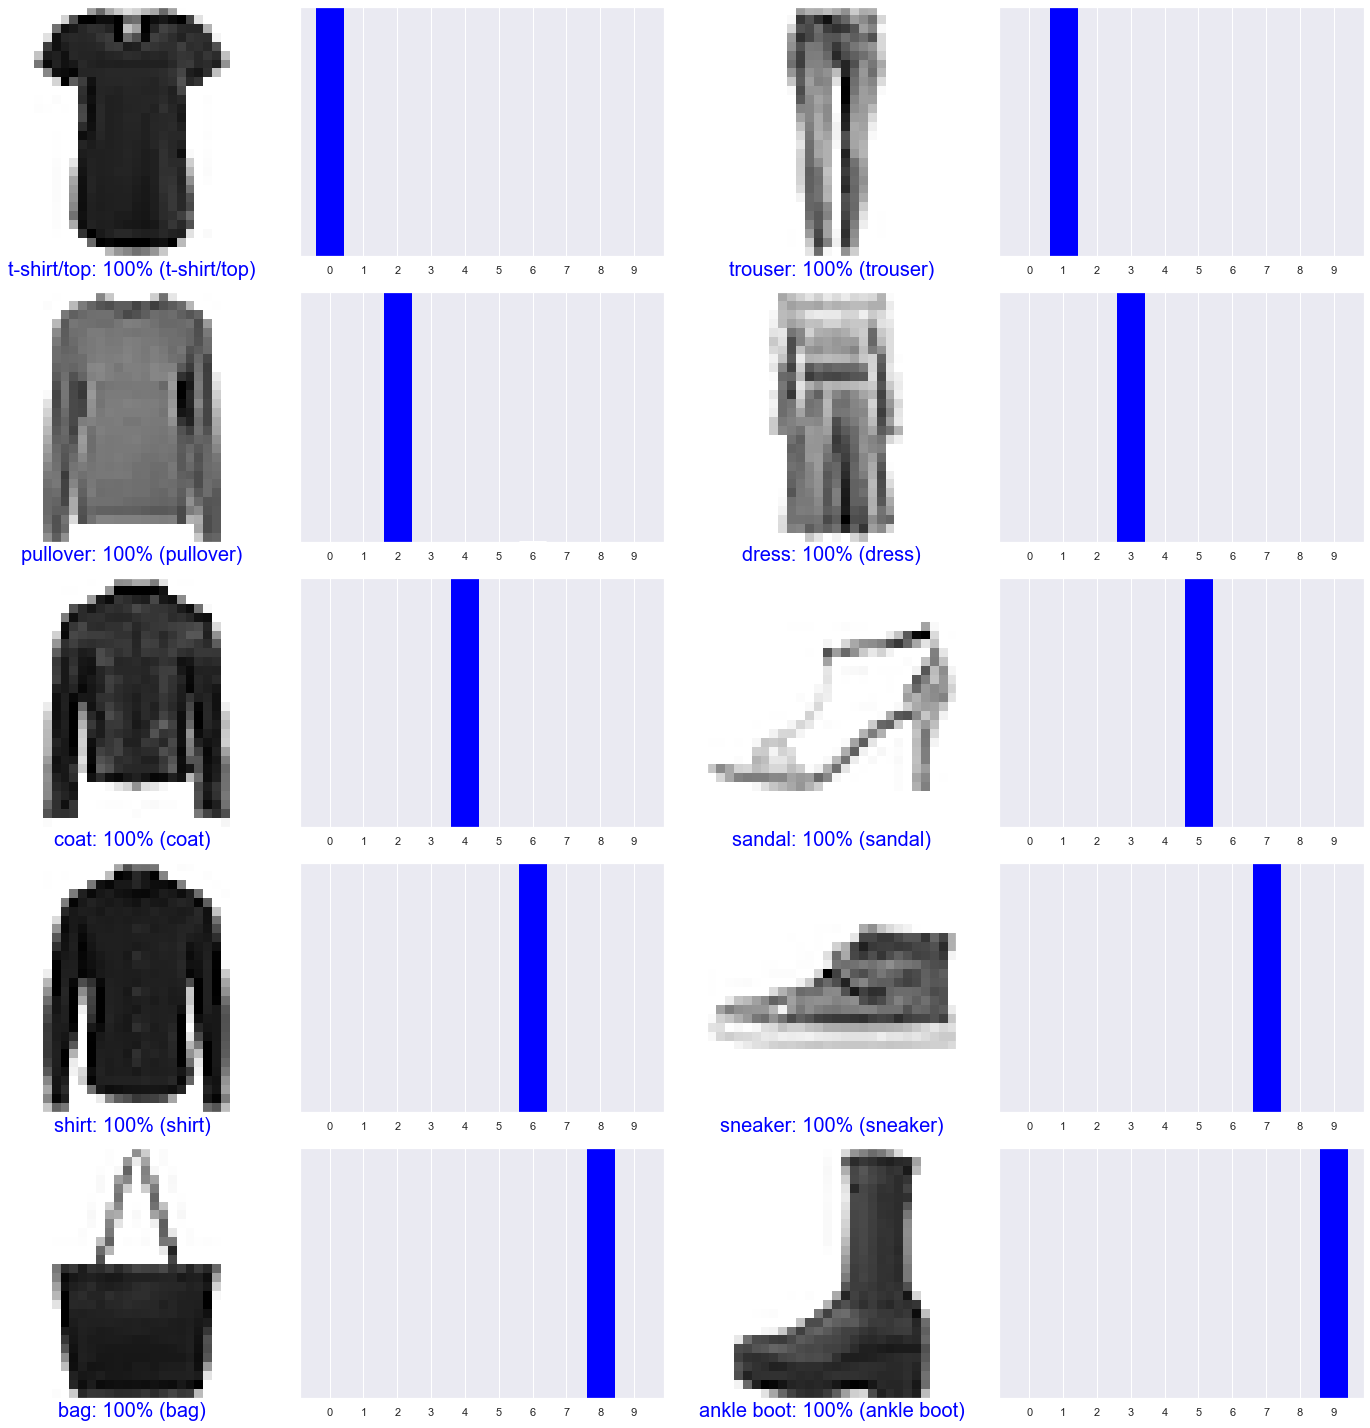 0 1 2 3 4 5 6 7 8 9
0 1 2 3 4 5 6 7 8 9
t-shirt/top: 100% (t-shirt/top)
trouser: 100% (trouser)
0 1 2 3 4 5 6 7 8 9
0 1 2 3 4 5 6 7 8 9
pullover: 100% (pullover)
dress: 100% (dress)
0 1 2 3 4 5 6 7 8 9
0 1 2 3 4 5 6 7 8 9
coat: 100% (coat)
sandal: 100% (sandal)
0 1 2 3 4 5 6 7 8 9
0 1 2 3 4 5 6 7 8 9
shirt: 100% (shirt)
sneaker: 100% (sneaker)
0 1 2 3 4 5 6 7 8 9
0 1 2 3 4 5 6 7 8 9
bag: 100% (bag)
ankle boot: 100% (ankle boot)